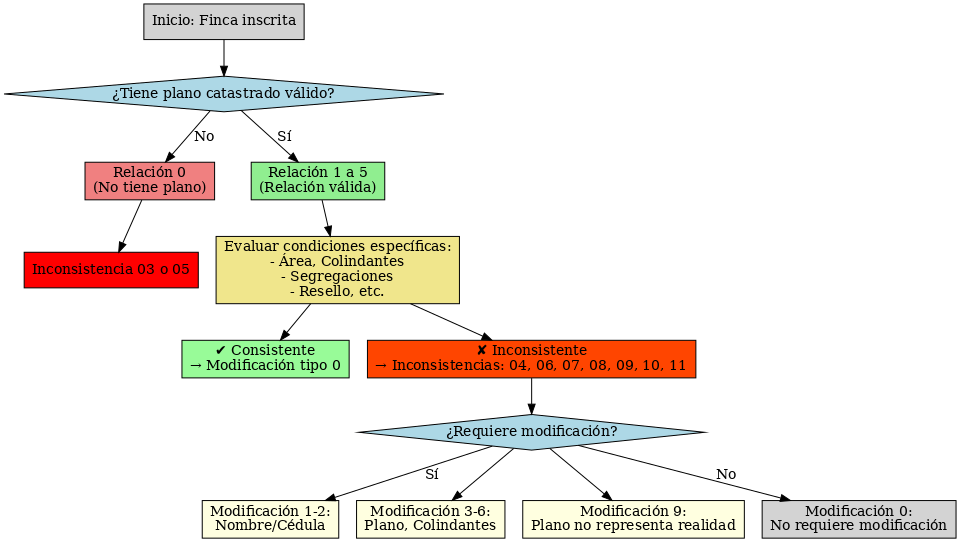 Inicio: Finca inscrita
¿Tiene plano catastrado válido?
No
Sí
Relación 0
(No tiene plano)
Relación 1 a 5
(Relación válida)
Inconsistencia 03 o 05
Evaluar condiciones específicas:
- Área, Colindantes
- Segregaciones
- Resello, etc.
✔ Consistente
→ Modificación tipo 0
✘ Inconsistente
→ Inconsistencias: 04, 06, 07, 08, 09, 10, 11
¿Requiere modificación?
Sí
No
Modificación 1-2:
Nombre/Cédula
Modificación 3-6:
Plano, Colindantes
Modificación 9:
Plano no representa realidad
Modificación 0:
No requiere modificación